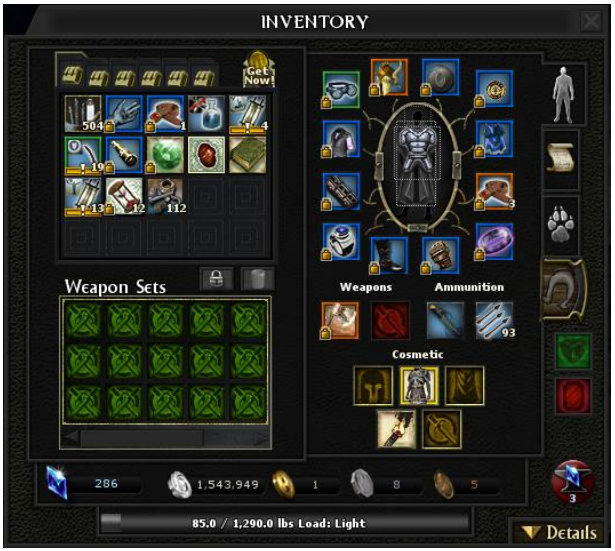 INVENTORY
Get
Now!
504
1
4
19
13
12
112
3
Weapon Sets
Weapons
Ammunition
93
Cosmetic
286
1,543,949
1
8
5
3
85.0 / 1,290.0 lbs Load: Light
Details